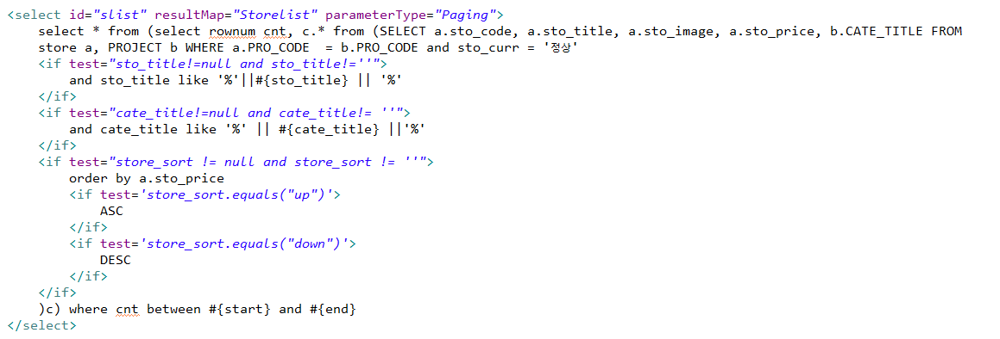 <select id="slist" resultMap="Storelist" parameterType="Paging">
select * from (select rownum cnt, c.* from (SELECT a.sto_code, a.sto_title, a.sto_image, a.sto_price, b.CATE_TITLE FROM
store a, PROJECT b WHERE a.PRO_CODE  = b.PRO_CODE and sto_curr = '정상'
<if test="sto_title!=null and sto_title!=''">
and sto_title like '%'||#{sto_title} || '%'
</if>
<if test="cate_title!=null and cate_title!= ''">
and cate_title like '%' || #{cate_title} ||'%'
</if>
<if test="store_sort != null and store_sort != ''">
order by a.sto_price
<if test='store_sort.equals("up")'>
ASC
</if>
<if test='store_sort.equals("down")'>
DESC
</if>
</if>
)c) where cnt between #{start} and #{end}
</select>